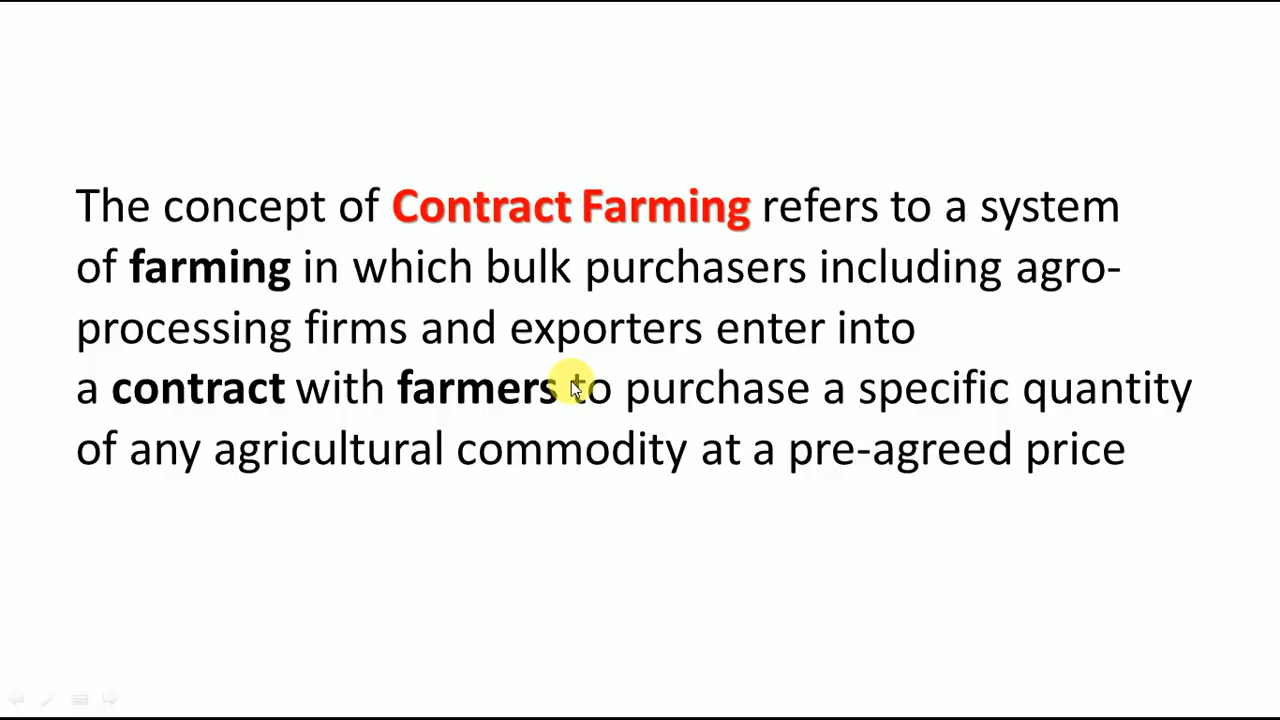 The concept of Contract Farming refers to a system
of farming in which bulk purchasers including agro-
processing firms and exporters enter into
a contract with farmers to purchase a specific quantity
of any agricultural commodity at a pre-agreed price